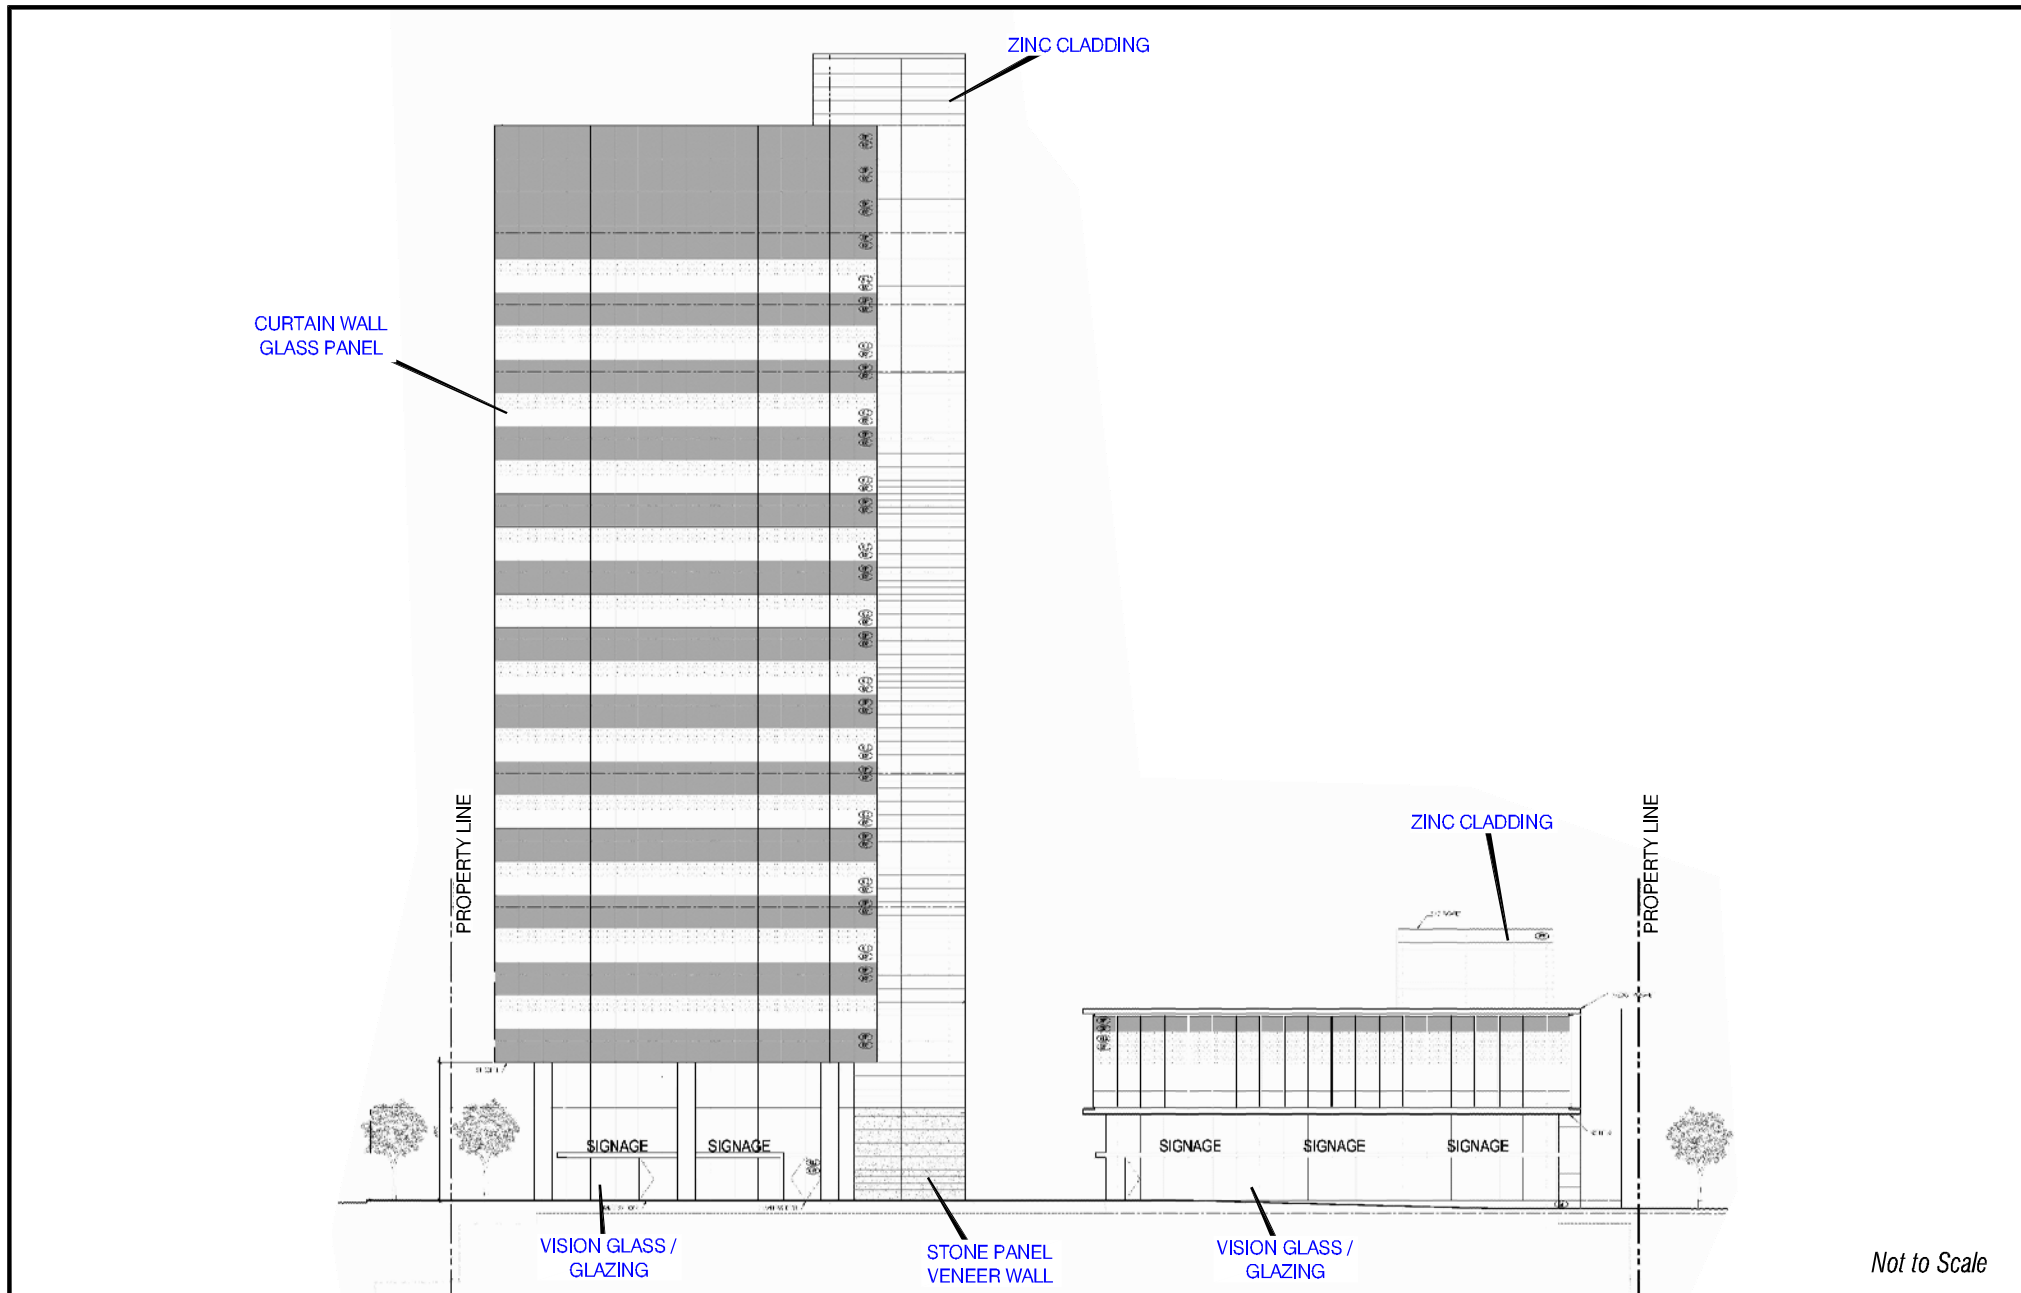 ZINC CLADDING
CURTAIN WALL
GLASS PANEL
PROPERTY LINE
ZINC CLADDING
PROPERTY LINE
SIGNAGE
SIGNAGE
SIGNAGE
SIGNAGE
SIGNAGE
VISION GLASS /
GLAZING
STONE PANEL
VENEER WALL
VISION GLASS /
GLAZING
Not to Scale